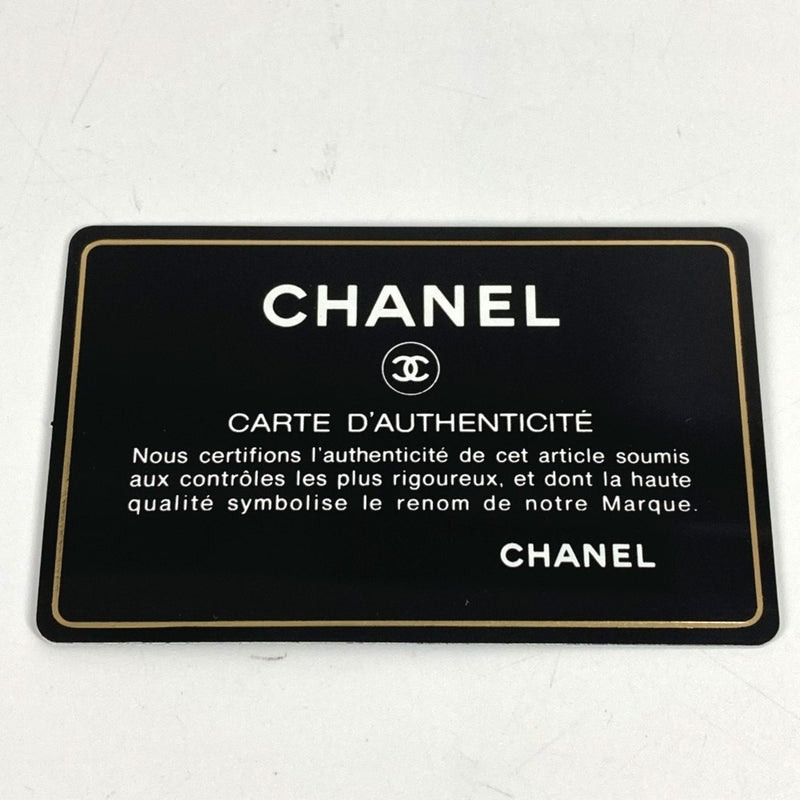 CHANEL
CARTE D'AUTHENTICITÉ
Nous certifions l'authenticité de cet article soumis
aux contrôles les plus rigoureux, et dont la haute
qualité symbolise le renom de notre Marque.
CHANEL